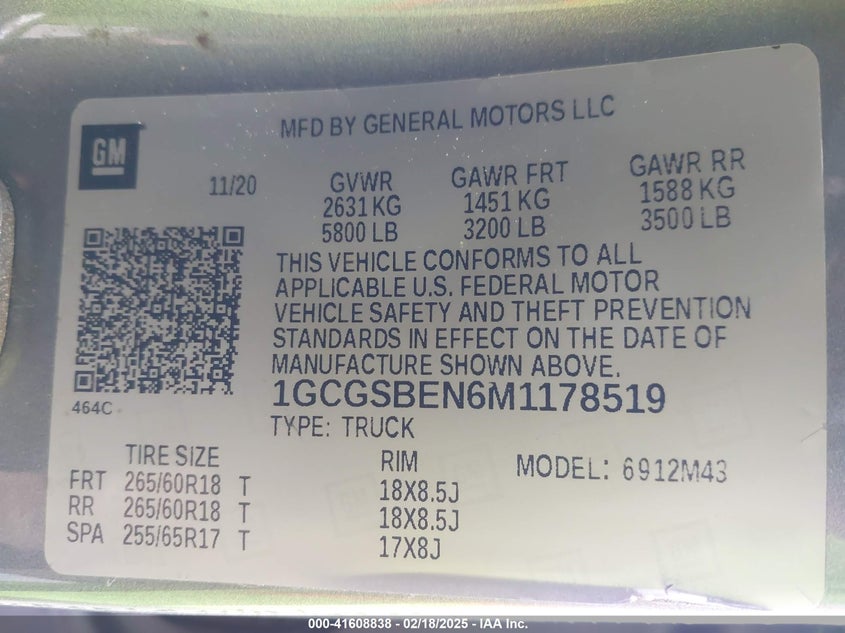 MFD BY GENERAL MOTORS LLC
GM
11/20
GVWR GAWR FRT GAWR RR
2631 KG 1451 KG 1588 KG
5800 LB 3200 LB 3500 LB
THIS VEHICLE CONFORMS TO ALL
APPLICABLE U.S. FEDERAL MOTOR
VEHICLE SAFETY AND THEFT PREVENTION
STANDARDS IN EFFECT ON THE DATE OF
MANUFACTURE SHOWN ABOVE.
464C
1GCGSBEN6M1178519
TYPE: TRUCK
TIRE SIZE RIM MODEL: 6912M43
FRT 265/60R18 T 18X8.5J
RR 265/60R18 T 18X8.5J
SPA 255/65R17 T 17X8J
000-41608838 - 02/18/2025 - IAA Inc.